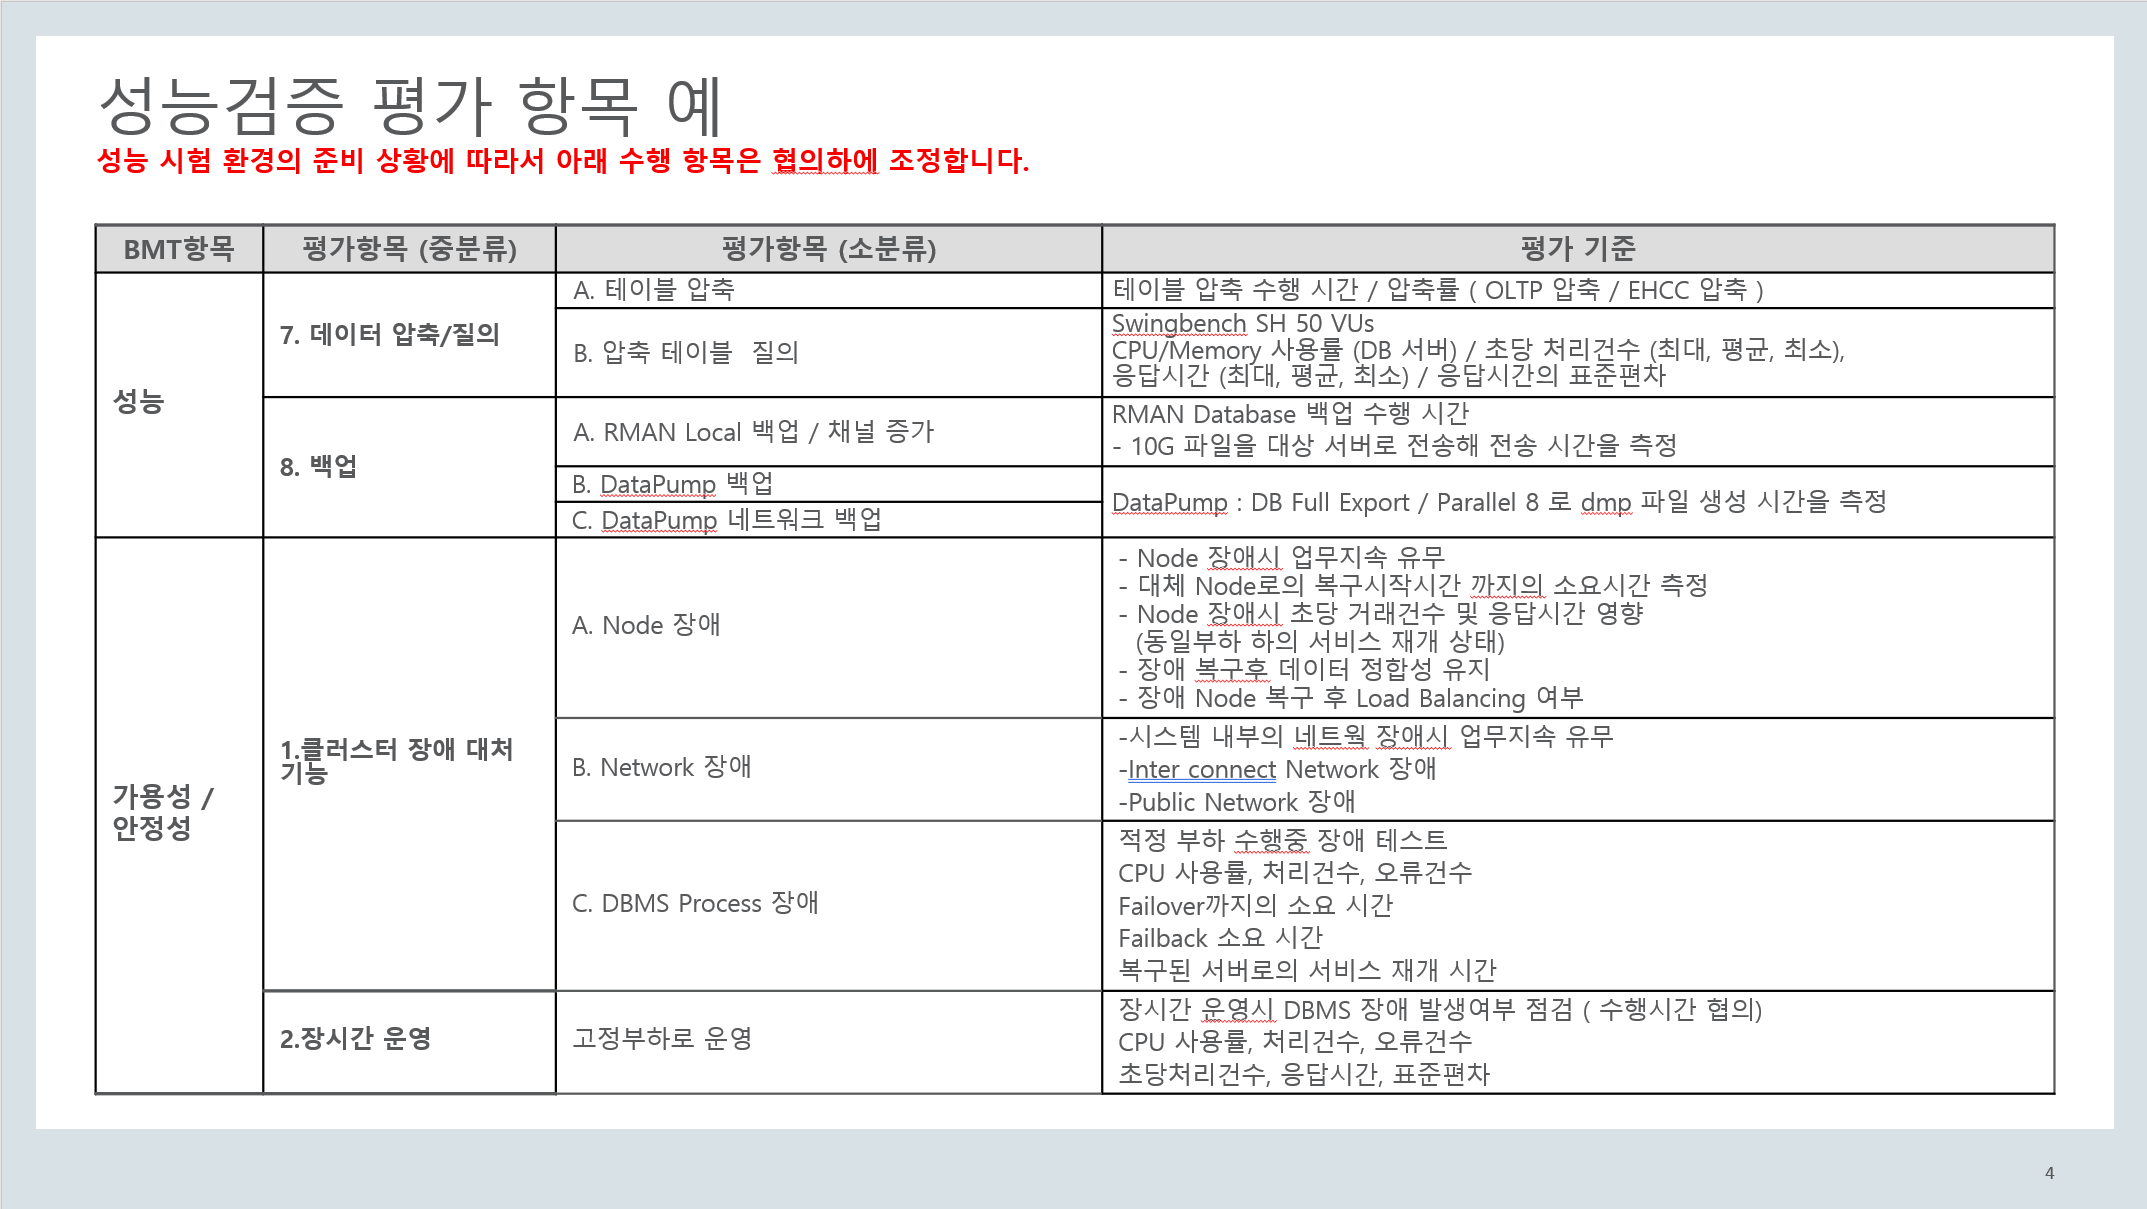 성능검증 평가 항목 예
성능 시험 환경의 준비 상황에 따라서 아래 수행 항목은 협의하에 조정합니다.
BMT항목
평가항목 (중분류)
평가항목 (소분류)
평가 기준
성능
7. 데이터 압축/질의
A. 테이블 압축
테이블 압축 수행 시간 / 압축률 ( OLTP 압축 / EHCC 압축 )
B. 압축 테이블  질의
Swingbench SH 50 VUs
CPU/Memory 사용률 (DB 서버) / 초당 처리건수 (최대, 평균, 최소),
응답시간 (최대, 평균, 최소) / 응답시간의 표준편차
8. 백업
A. RMAN Local 백업 / 채널 증가
RMAN Database 백업 수행 시간
- 10G 파일을 대상 서버로 전송해 전송 시간을 측정
B. DataPump 백업
C. DataPump 네트워크 백업
DataPump : DB Full Export / Parallel 8 로 dmp 파일 생성 시간을 측정
가용성 /
안정성
1.클러스터 장애 대처
기능
A. Node 장애
- Node 장애시 업무지속 유무
- 대체 Node로의 복구시작시간 까지의 소요시간 측정
- Node 장애시 초당 거래건수 및 응답시간 영향
(동일부하 하의 서비스 재개 상태)
- 장애 복구후 데이터 정합성 유지
- 장애 Node 복구 후 Load Balancing 여부
B. Network 장애
-시스템 내부의 네트웍 장애시 업무지속 유무
-Inter connect Network 장애
-Public Network 장애
C. DBMS Process 장애
적정 부하 수행중 장애 테스트
CPU 사용률, 처리건수, 오류건수
Failover까지의 소요 시간
Failback 소요 시간
복구된 서버로의 서비스 재개 시간
2.장시간 운영
고정부하로 운영
장시간 운영시 DBMS 장애 발생여부 점검 ( 수행시간 협의)
CPU 사용률, 처리건수, 오류건수
초당처리건수, 응답시간, 표준편차
4